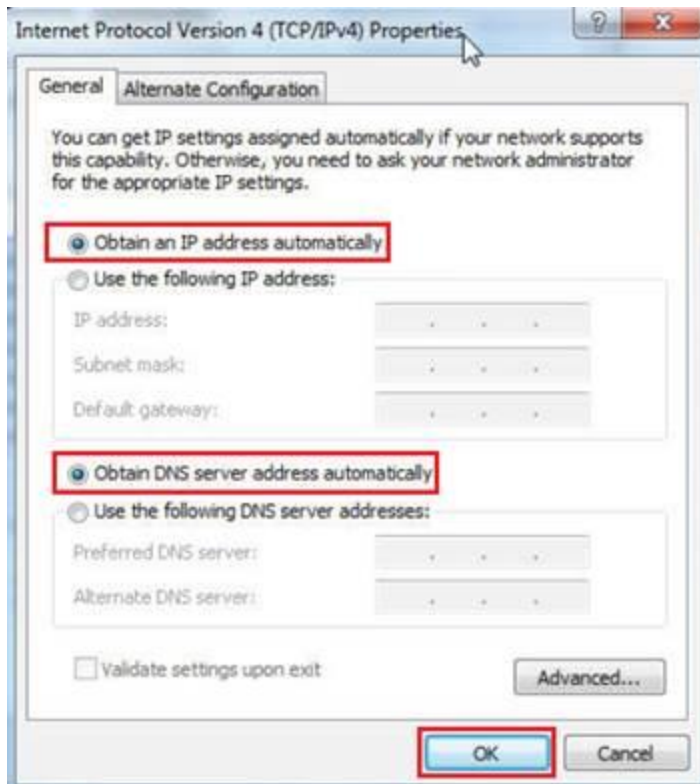 Internet Protocol Version 4 (TCP/IPv4) Properties
General
Alternate Configuration
You can get IP settings assigned automatically if your network supports
this capability. Otherwise, you need to ask your network administrator
for the appropriate IP settings.
Obtain an IP address automatically
Use the following IP address:
IP address:
Subnet mask:
Default gateway:
Obtain DNS server address automatically
Use the following DNS server addresses:
Preferred DNS server:
Alternate DNS server:
Validate settings upon exit
Advanced...
OK
Cancel